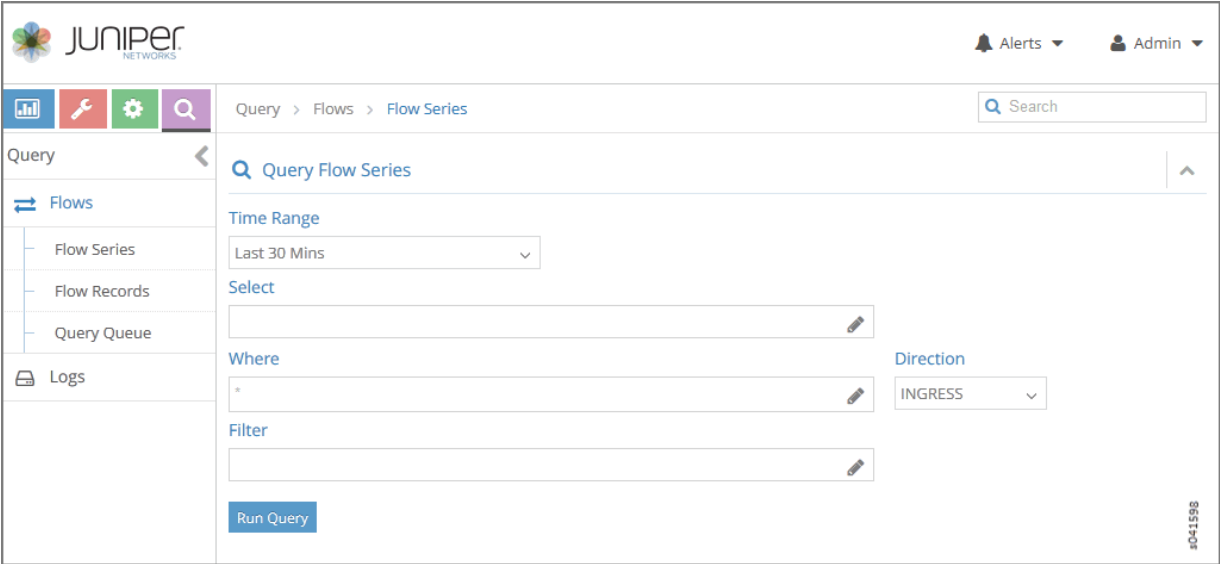 JUNIPER
NETWORKS
Alerts
Admin
Query > Flows > Flow Series
Search
Query
Flows
Flow Series
Flow Records
Query Queue
Logs
Query Flow Series
Time Range
Last 30 Mins
Select
Where
*
Direction
INGRESS
Filter
Run Query
s041598